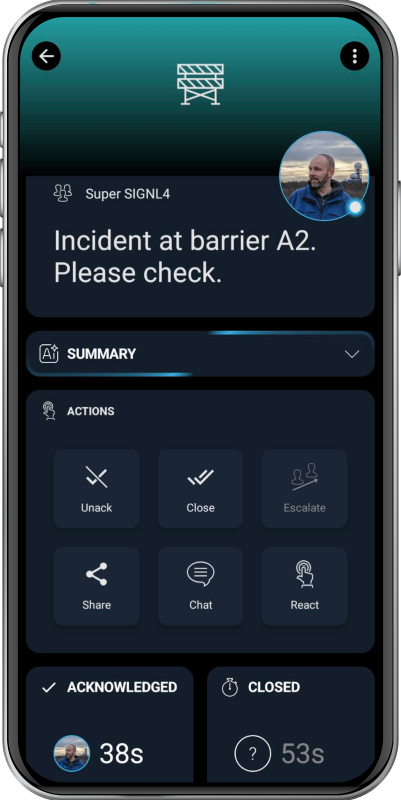 Super SIGNL4
Incident at barrier A2.
Please check.
Ai SUMMARY
ACTIONS
Unack
Close
Escalate
Share
Chat
React
ACKNOWLEDGED
CLOSED
38s
? 53s